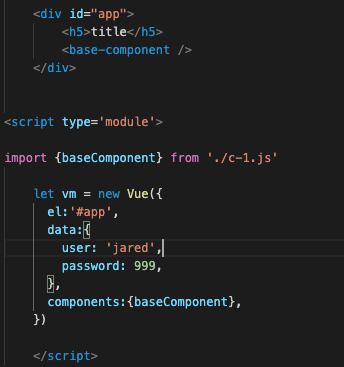 <div id="app">
<h5>title</h5>
<base-component />
</div>
<script type='module'>
import {baseComponent} from './c-1.js'
let vm = new Vue({
el:'#app',
data:{
user: 'jared',
password: 999,
},
components:{baseComponent},
})
</script>